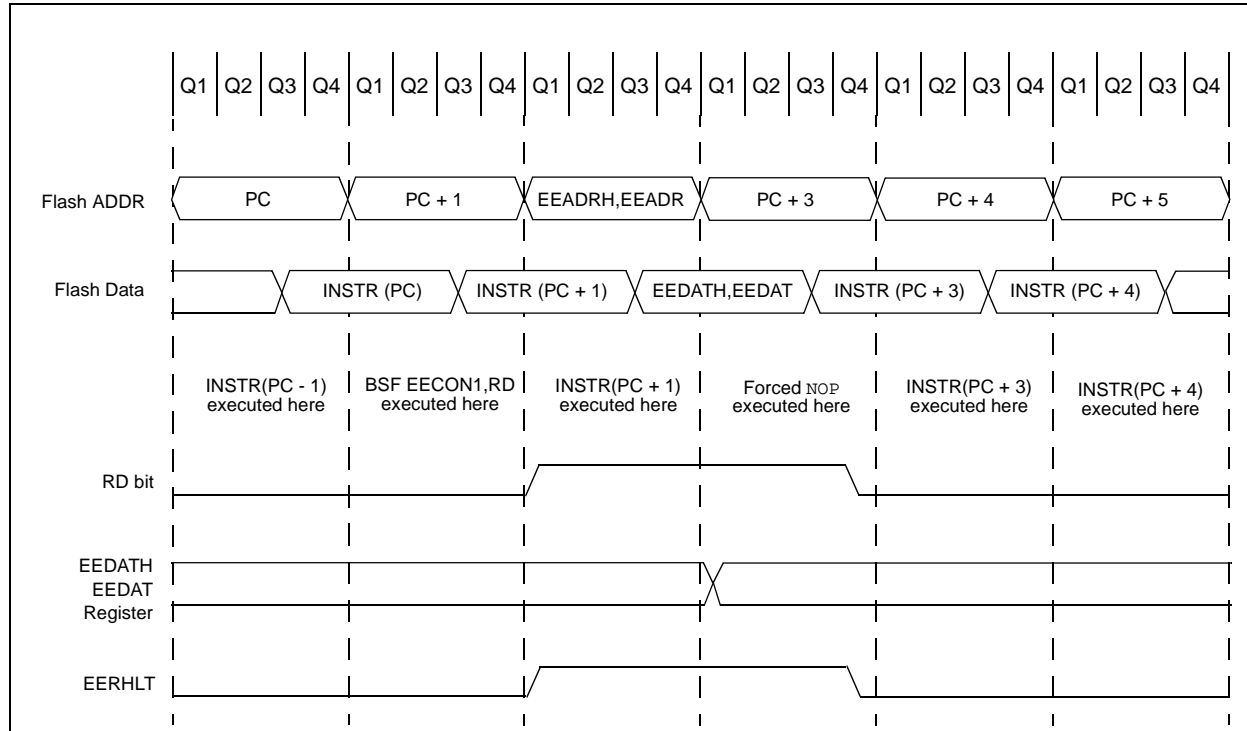 Q1 Q2 Q3 Q4 Q1 Q2 Q3 Q4 Q1 Q2 Q3 Q4 Q1 Q2 Q3 Q4 Q1 Q2 Q3 Q4 Q1 Q2 Q3 Q4
Flash ADDR PC PC + 1 EEADRH,EEADR PC + 3 PC + 4 PC + 5
Flash Data INSTR (PC) INSTR (PC + 1) EEDATH,EEDAT INSTR (PC + 3) INSTR (PC + 4)
INSTR(PC - 1) BSF EECON1,RD INSTR(PC + 1) Forced NOP INSTR(PC + 3) INSTR(PC + 4)
executed here executed here executed here executed here executed here executed here
RD bit
EEDATH
EEDAT
Register
EERHLT